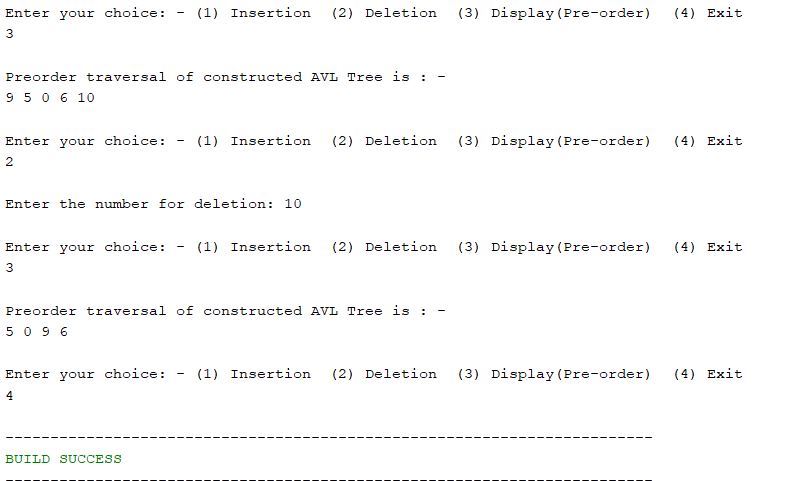 Enter your choice: - (1) Insertion (2) Deletion (3) Display(Pre-order) (4) Exit
3
Preorder traversal of constructed AVL Tree is : -
9 5 0 6 10
Enter your choice: - (1) Insertion (2) Deletion (3) Display(Pre-order) (4) Exit
2
Enter the number for deletion: 10
Enter your choice: - (1) Insertion (2) Deletion (3) Display(Pre-order) (4) Exit
3
Preorder traversal of constructed AVL Tree is : -
5 0 9 6
Enter your choice: - (1) Insertion (2) Deletion (3) Display(Pre-order) (4) Exit
4
------------------------------------------------------------------------
BUILD SUCCESS
------------------------------------------------------------------------